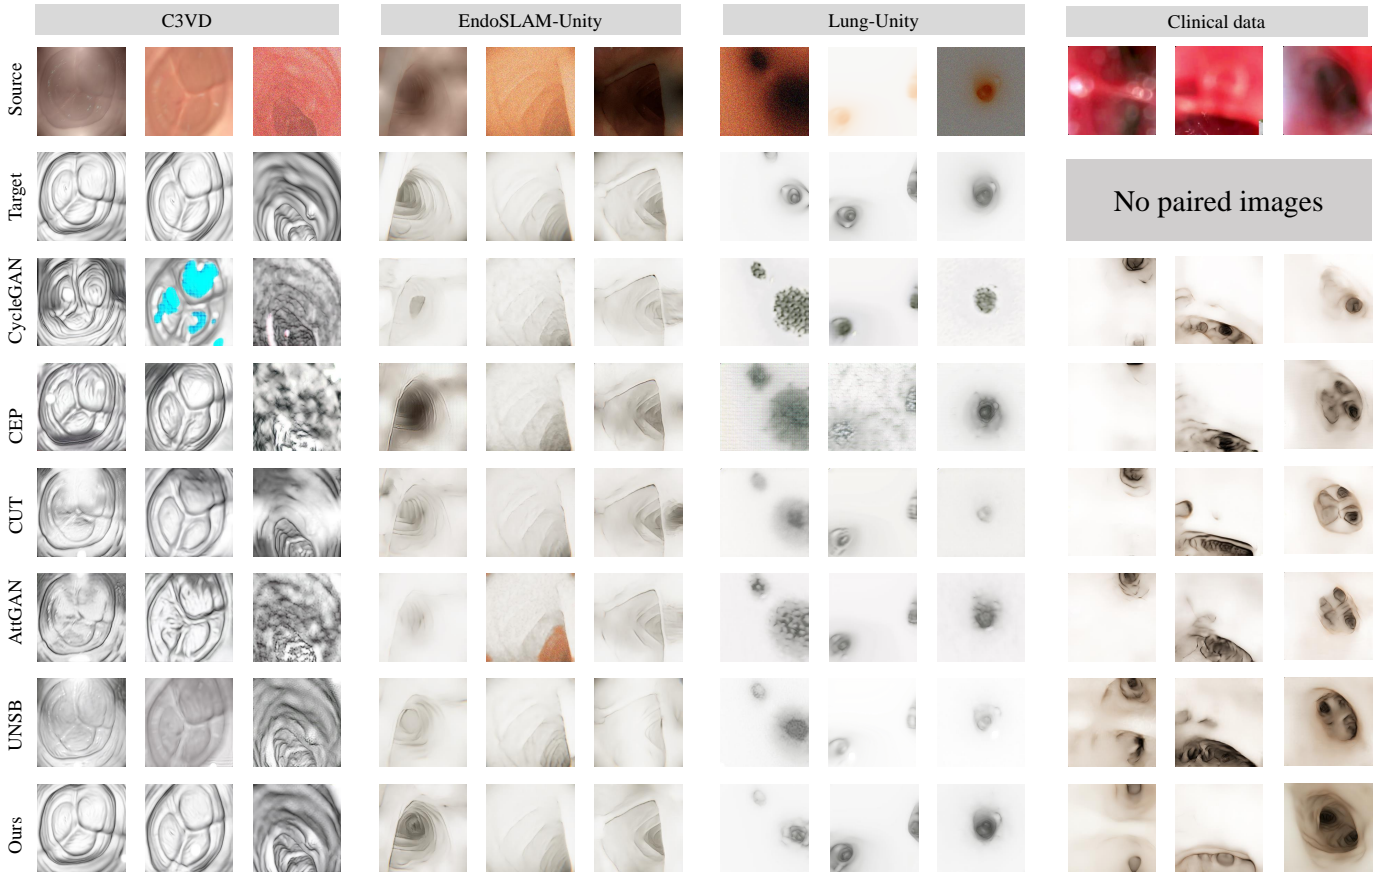 C3VD
EndoSLAM-Unity
Lung-Unity
Clinical data
Source
Target
No paired images
CycleGAN
CEP
CUT
AttGAN
UNSB
Ours